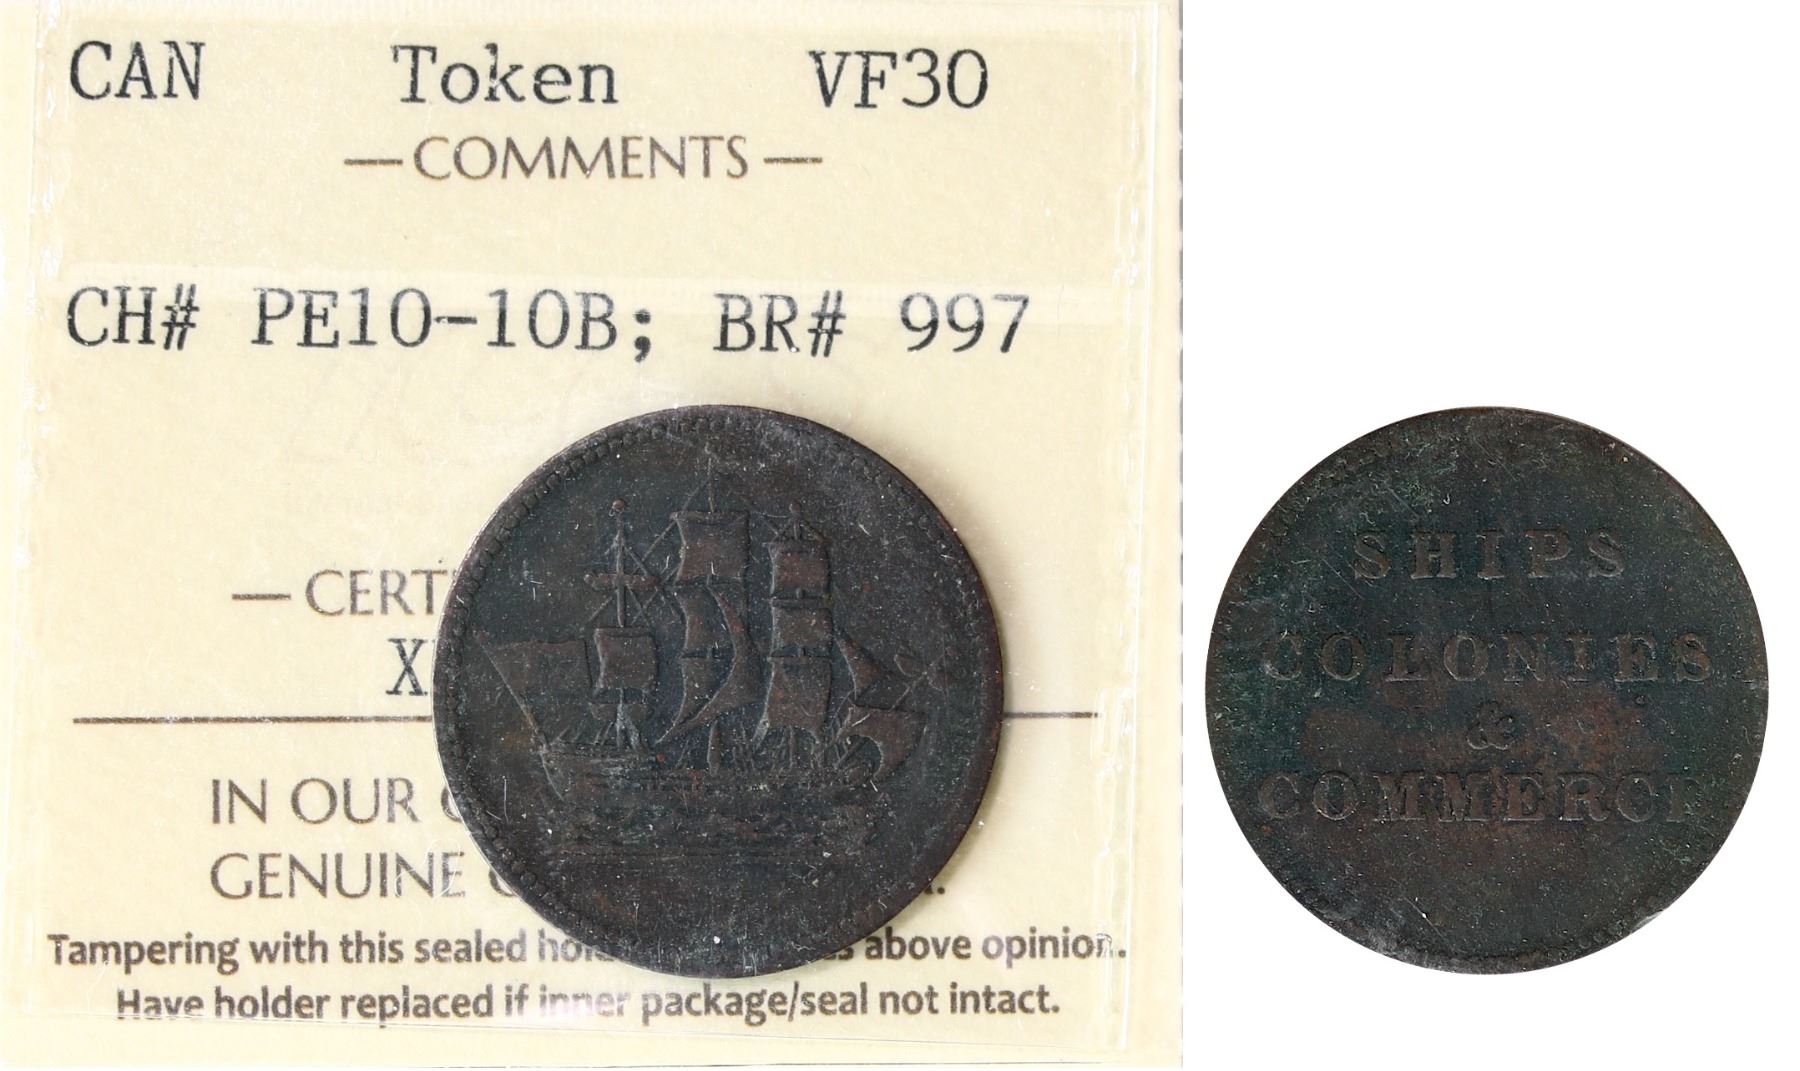 CAN Token VF30
—COMMENTS—
CH# PE10-10B; BR# 997
—CERT
X
IN OUR
GENUINE
Tampering with this sealed above opinion.
Have holder replaced if inner package/seal not intact.
SHIPS
COLONIES
&
COMMERCE